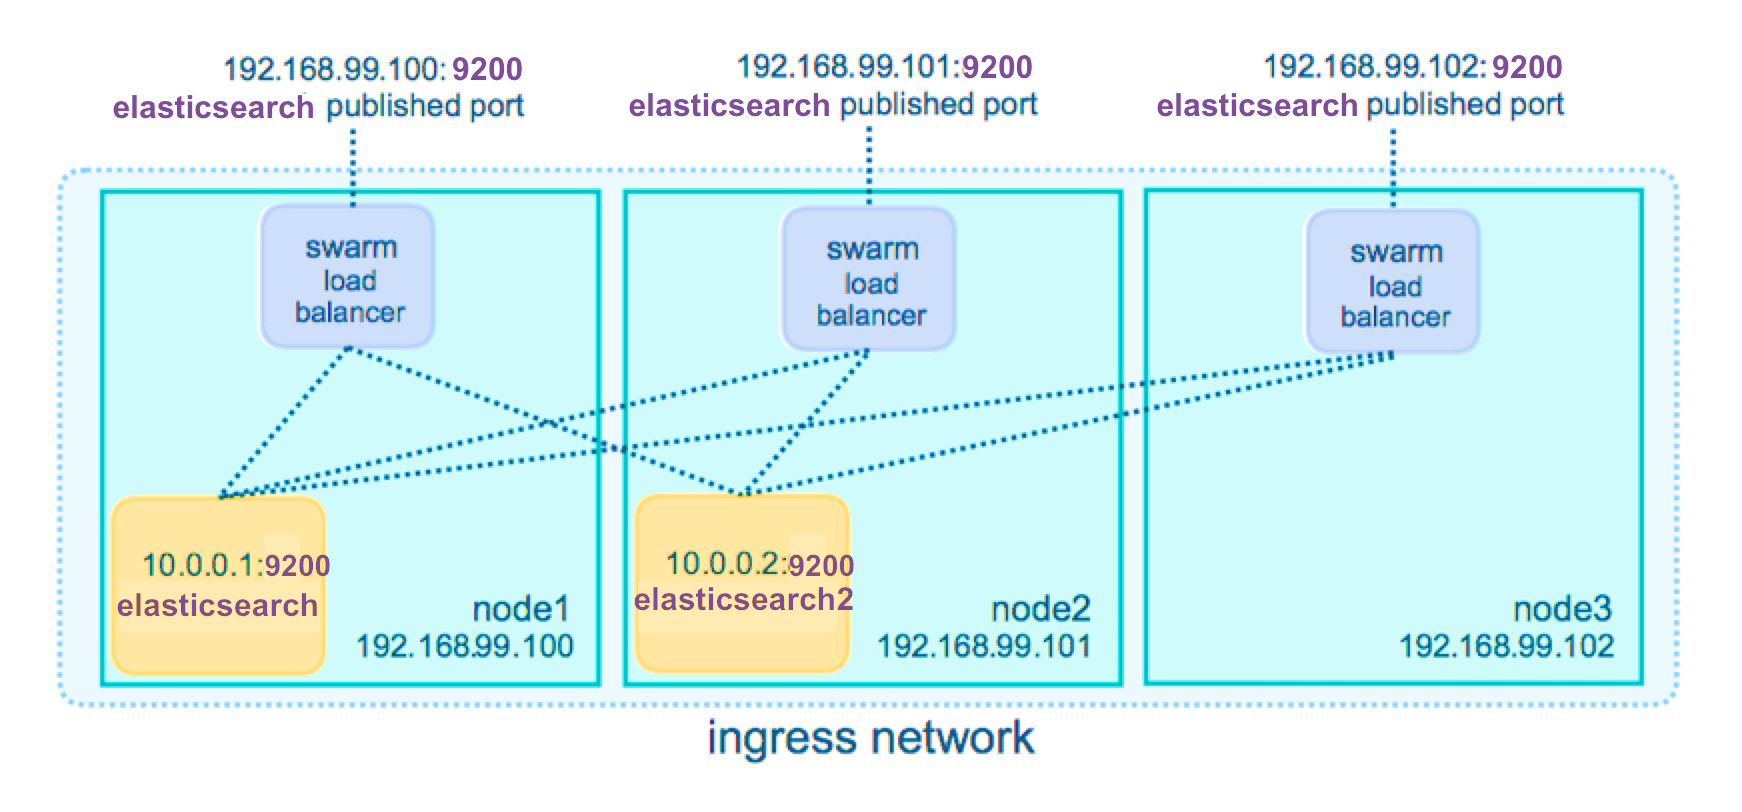 192.168.99.100: 9200
elasticsearch published port
192.168.99.101:9200
elasticsearch published port
192.168.99.102: 9200
elasticsearch published port
swarm
load
balancer
swarm
load
balancer
swarm
load
balancer
10.0.0.1:9200
elasticsearch
node1
192.168.99.100
10.0.0.2:9200
elasticsearch2
node2
192.168.99.101
node3
192.168.99.102
ingress network